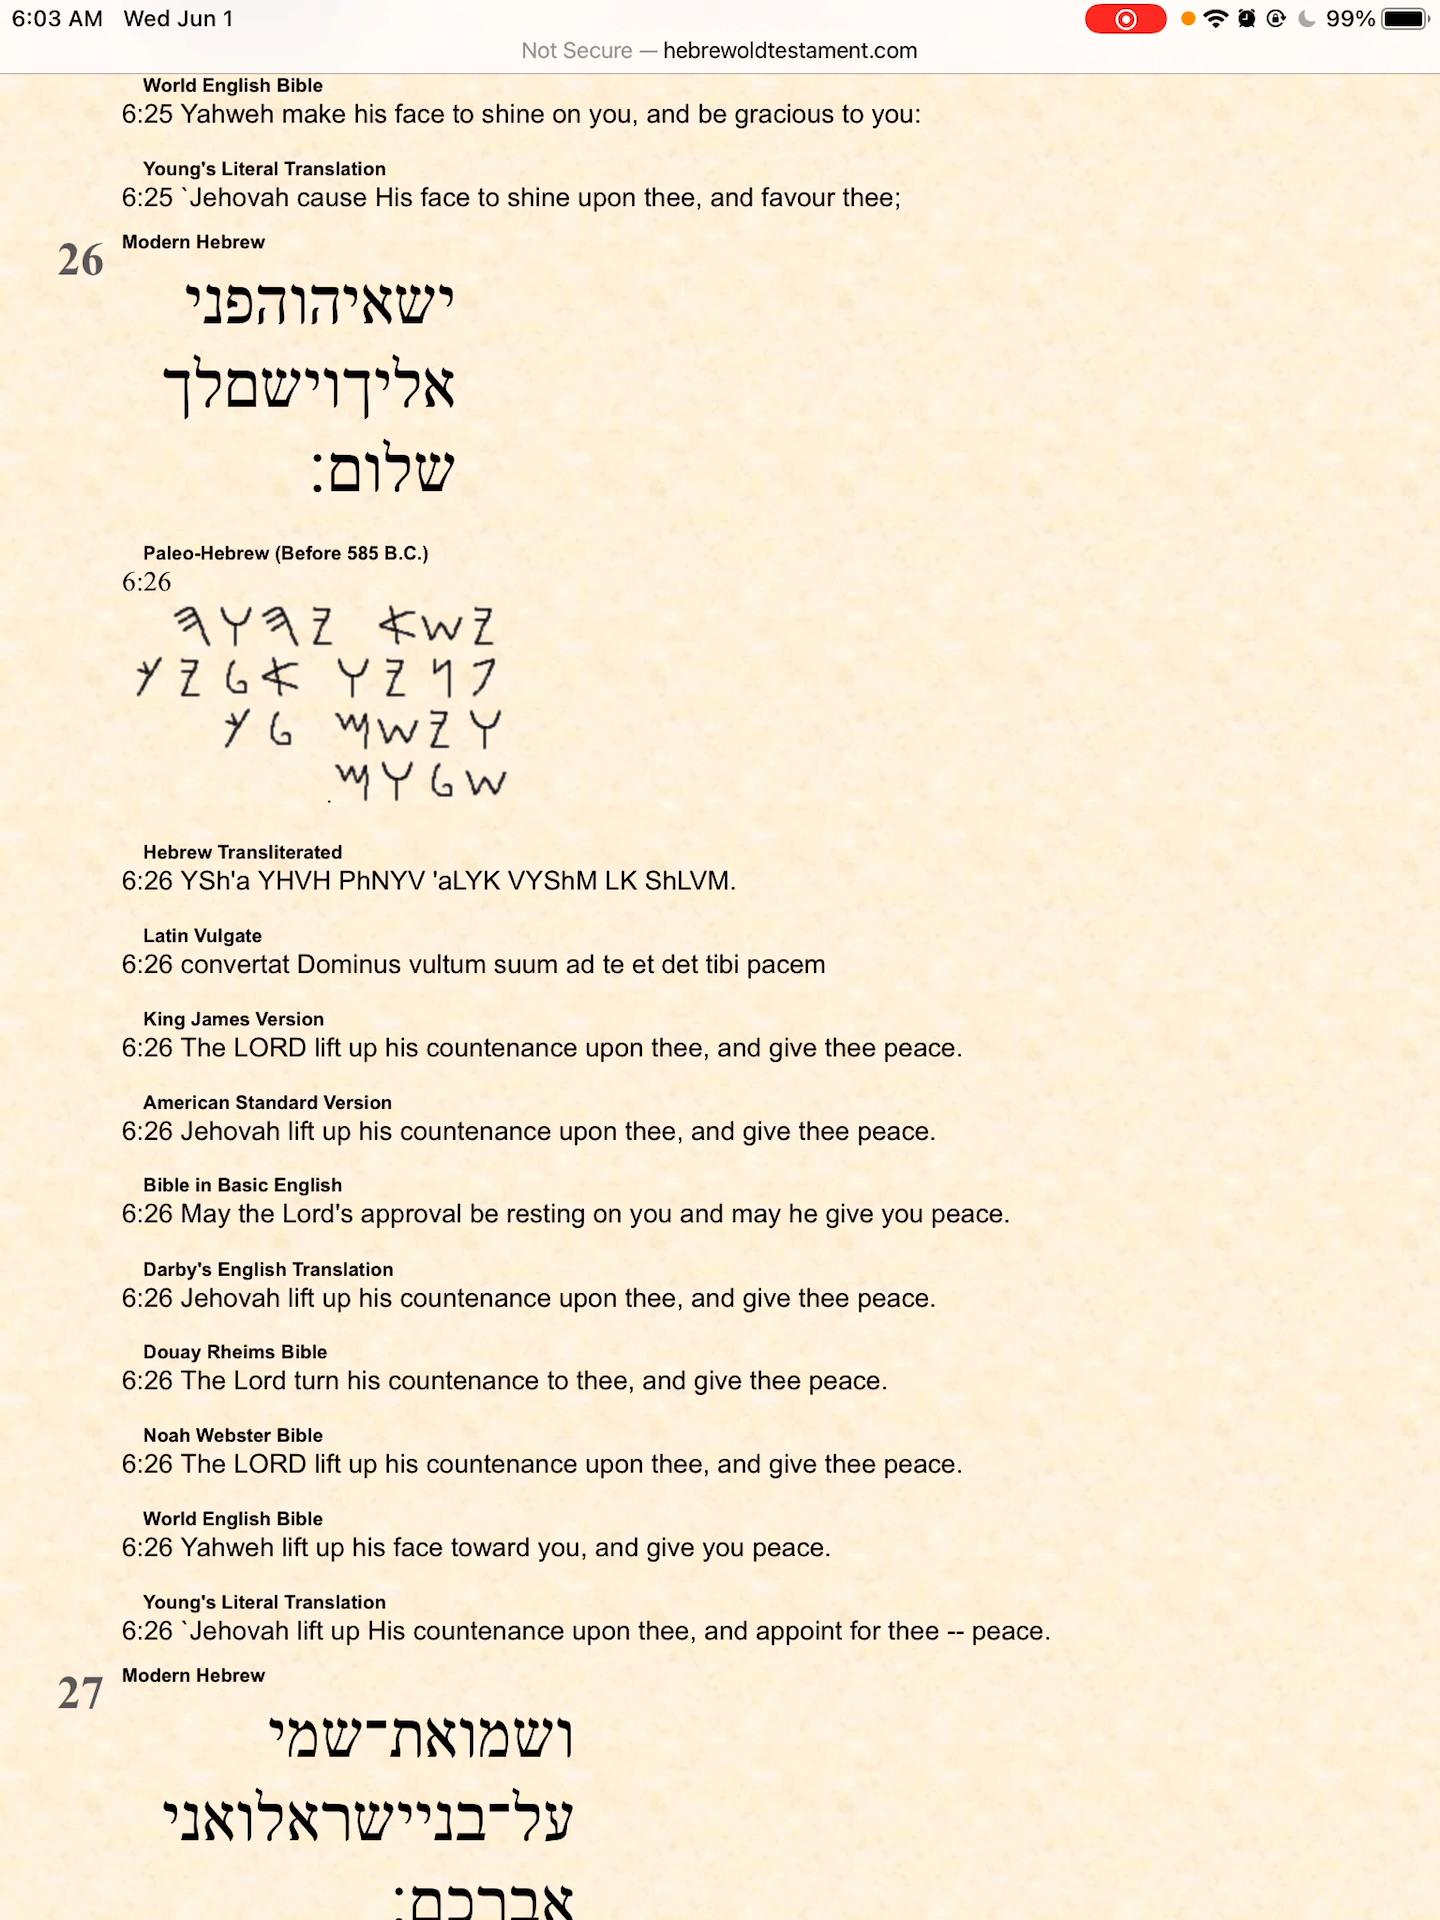 6:03 AM Wed Jun 1 99%
Not Secure — hebrewoldtestament.com
World English Bible
6:25 Yahweh make his face to shine on you, and be gracious to you:
Young's Literal Translation
6:25 `Jehovah cause His face to shine upon thee, and favour thee;
26 Modern Hebrew
ישאיהוהפני
אליךוישםלך
שלום:
Paleo-Hebrew (Before 585 B.C.)
6:26
𐤉𐤔𐤀 𐤉𐤄𐤅𐤄
𐤐𐤍𐤉𐤅 𐤀𐤋𐤉𐤊
𐤅𐤉𐤔𐤌 𐤋𐤊
𐤔𐤋𐤅𐤌.
Hebrew Transliterated
6:26 YSh'a YHVH PhNYV 'aLYK VYShM LK ShLVM.
Latin Vulgate
6:26 convertat Dominus vultum suum ad te et det tibi pacem
King James Version
6:26 The LORD lift up his countenance upon thee, and give thee peace.
American Standard Version
6:26 Jehovah lift up his countenance upon thee, and give thee peace.
Bible in Basic English
6:26 May the Lord's approval be resting on you and may he give you peace.
Darby's English Translation
6:26 Jehovah lift up his countenance upon thee, and give thee peace.
Douay Rheims Bible
6:26 The Lord turn his countenance to thee, and give thee peace.
Noah Webster Bible
6:26 The LORD lift up his countenance upon thee, and give thee peace.
World English Bible
6:26 Yahweh lift up his face toward you, and give you peace.
Young's Literal Translation
6:26 `Jehovah lift up His countenance upon thee, and appoint for thee -- peace.
27 Modern Hebrew
ושמואת־שמי
על־בניישראלואני
אברכם: